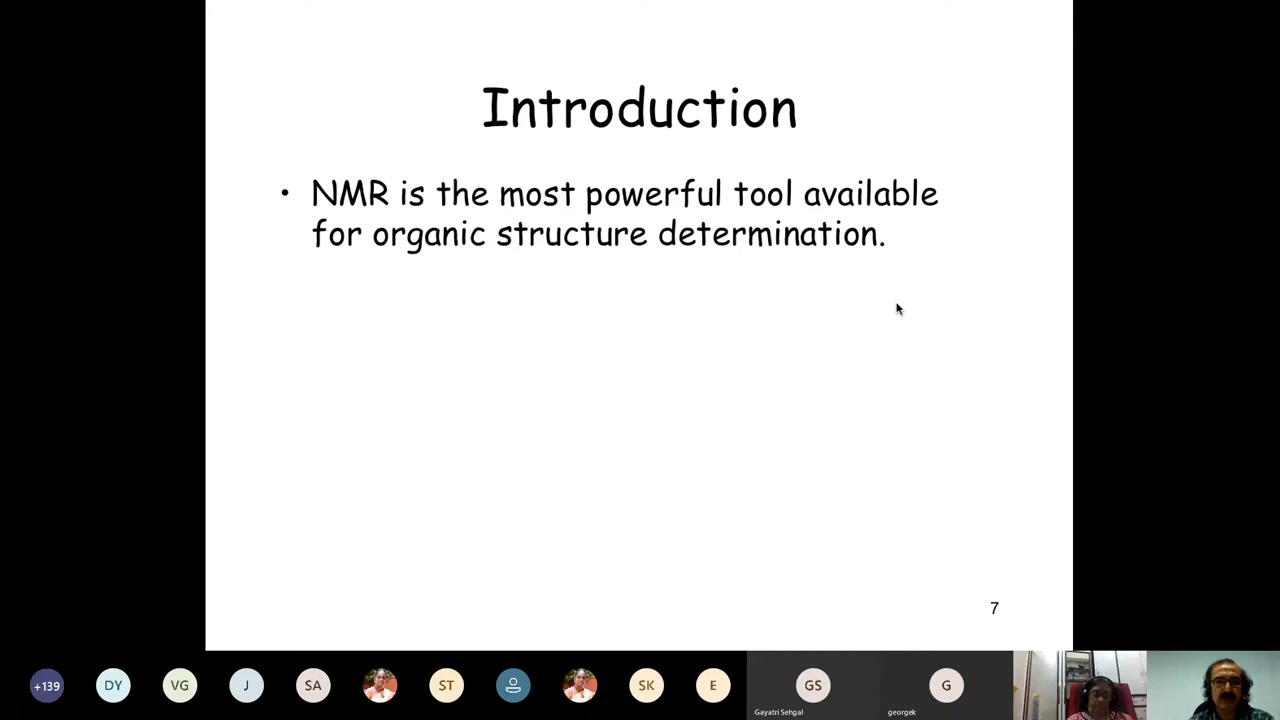 Introduction
• NMR is the most powerful tool available
for organic structure determination.
7
+139
DY
VG
J
SA
ST
SK
E
GS
G
Gayatri Sehgal
georgek